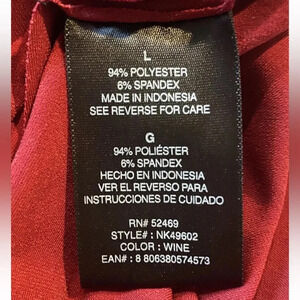 L
94% POLYESTER
6% SPANDEX
MADE IN INDONESIA
SEE REVERSE FOR CARE
G
94% POLIÉSTER
6% SPANDEX
HECHO EN INDONESIA
VER EL REVERSO PARA
INSTRUCCIONES DE CUIDADO
RN# 52469
STYLE# : NK49602
COLOR : WINE
EAN# : 8 806380574573